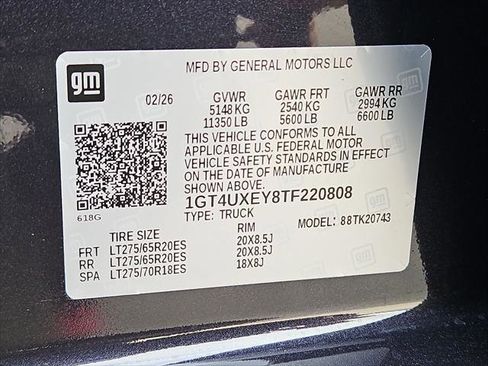 gm
MFD BY GENERAL MOTORS LLC
02/26 GVWR GAWR FRT GAWR RR
5148 KG 2540 KG 2994 KG
11350 LB 5600 LB 6600 LB
THIS VEHICLE CONFORMS TO ALL
APPLICABLE U.S. FEDERAL MOTOR
VEHICLE SAFETY STANDARDS IN EFFECT
ON THE DATE OF MANUFACTURE
SHOWN ABOVE.
1GT4UXEY8TF220808
618G
TYPE: TRUCK
MODEL: 88TK20743
TIRE SIZE RIM
FRT LT275/65R20ES 20X8.5J
RR LT275/65R20ES 20X8.5J
SPA LT275/70R18ES 18X8J